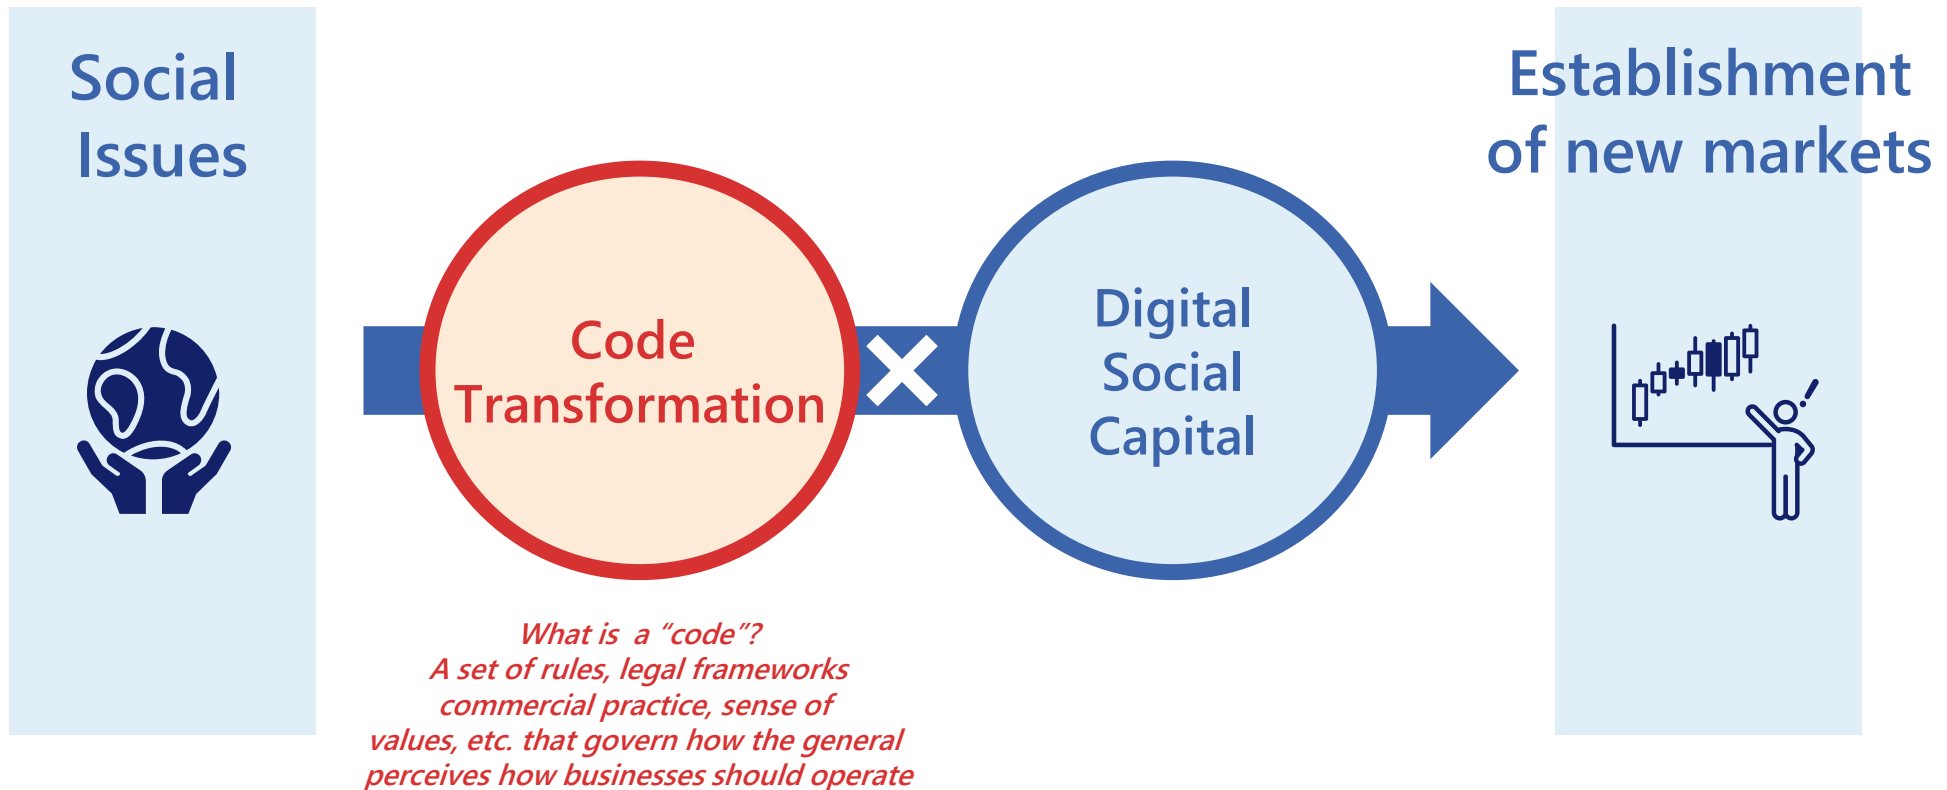 Social
Issues
Establishment
of new markets
Code
Transformation
Digital
Social
Capital
What is a “code”?
A set of rules, legal frameworks
commercial practice, sense of
values, etc. that govern how the general
perceives how businesses should operate